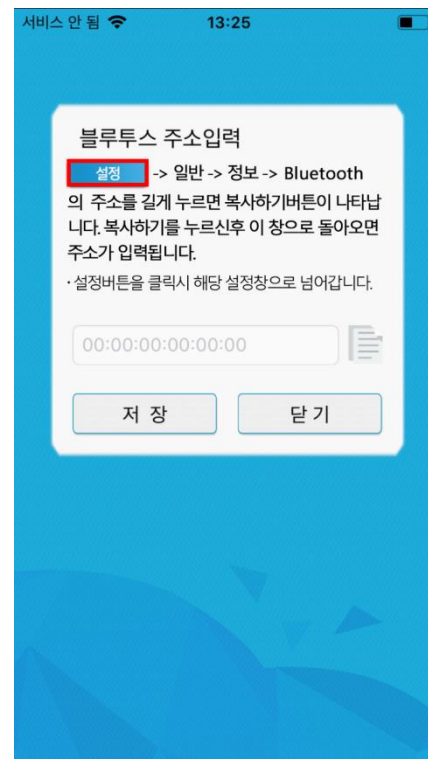 서비스 안 됨 13:25
블루투스 주소입력
설정 -> 일반 -> 정보 -> Bluetooth
의 주소를 길게 누르면 복사하기버튼이 나타납
니다. 복사하기를 누르신후 이 창으로 돌아오면
주소가 입력됩니다.
·설정버튼을 클릭시 해당 설정창으로 넘어갑니다.
00:00:00:00:00:00
저 장 닫 기